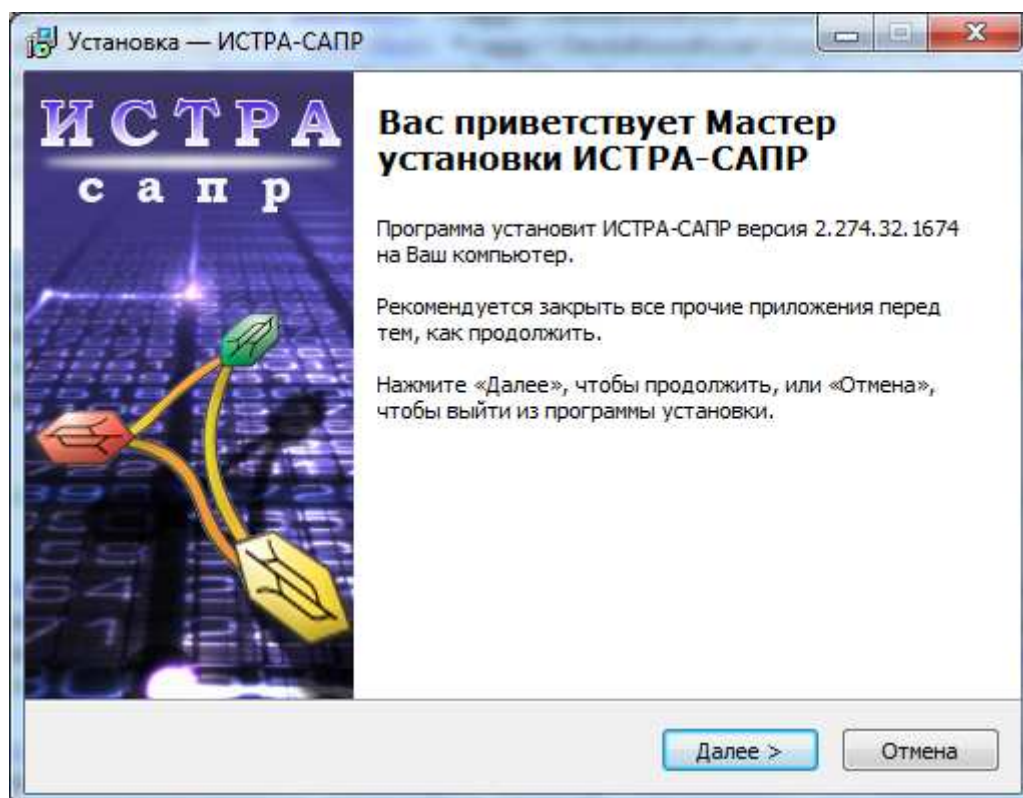 Установка — ИСТРА-САПР
ИСТРА
сапр
Вас приветствует Мастер
установки ИСТРА-САПР
Программа установит ИСТРА-САПР версия 2.274.32.1674
на Ваш компьютер.
Рекомендуется закрыть все прочие приложения перед
тем, как продолжить.
Нажмите «Далее», чтобы продолжить, или «Отмена»,
чтобы выйти из программы установки.
Далее >
Отмена